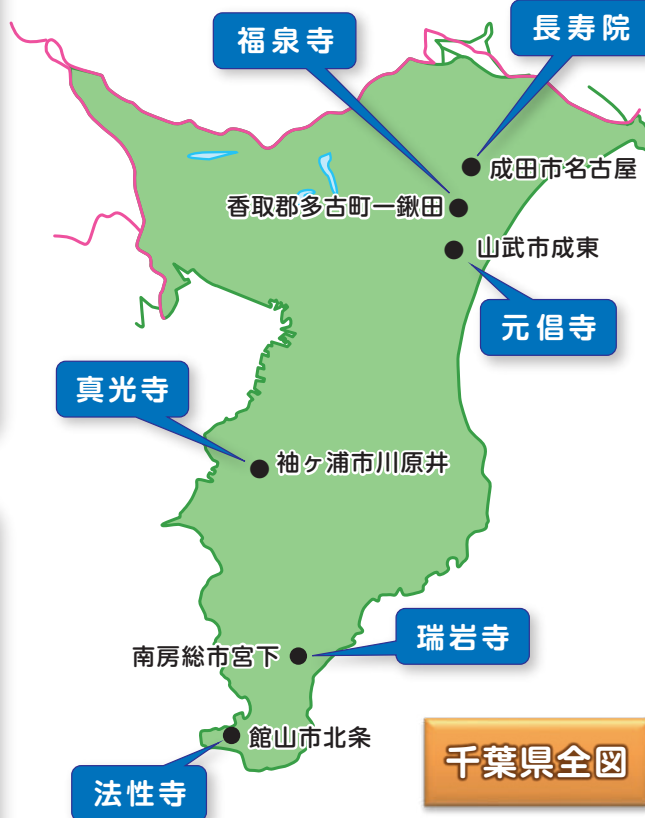 福泉寺
長寿院
成田市名古屋
香取郡多古町一鍬田
山武市成東
元倡寺
真光寺
袖ヶ浦市川原井
瑞岩寺
南房総市宮下
館山市北条
千葉県全図
法性寺